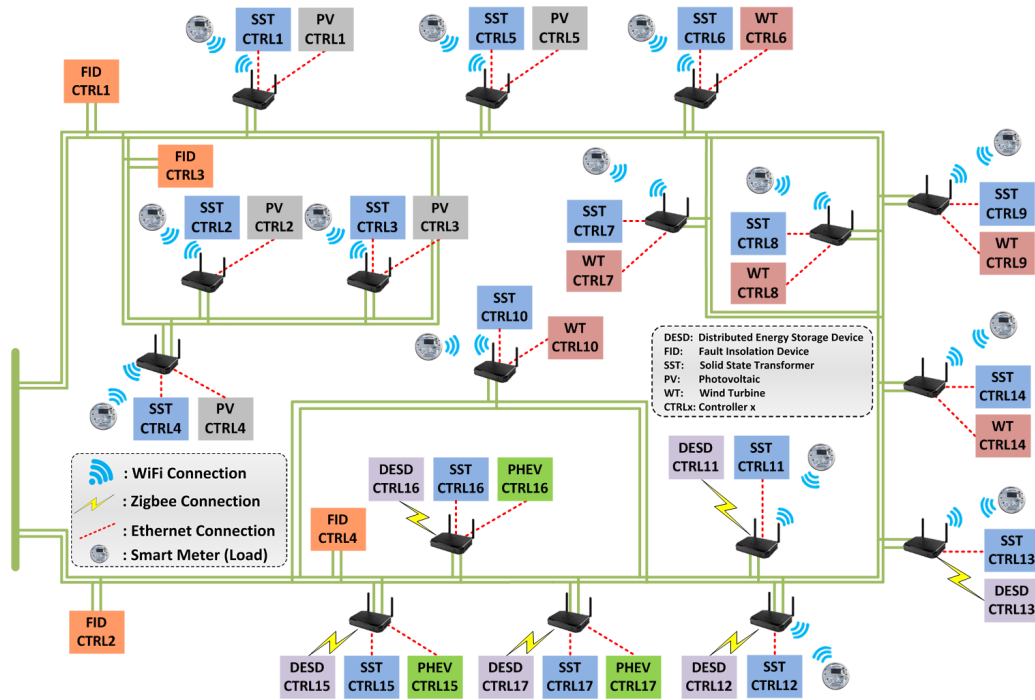 SST
CTRL1
PV
CTRL1
SST
CTRL5
PV
CTRL5
SST
CTRL6
WT
CTRL6
FID
CTRL1
FID
CTRL3
SST
CTRL2
PV
CTRL2
SST
CTRL3
PV
CTRL3
SST
CTRL7
WT
CTRL7
SST
CTRL8
WT
CTRL8
SST
CTRL9
WT
CTRL9
SST
CTRL10
WT
CTRL10
DESD: Distributed Energy Storage Device
FID: Fault Insolation Device
SST: Solid State Transformer
PV: Photovoltaic
WT: Wind Turbine
CTRLx: Controller x
SST
CTRL14
WT
CTRL14
SST
CTRL4
PV
CTRL4
: WiFi Connection
: Zigbee Connection
: Ethernet Connection
: Smart Meter (Load)
DESD
CTRL16
SST
CTRL16
PHEV
CTRL16
DESD
CTRL11
SST
CTRL11
FID
CTRL4
SST
CTRL13
DESD
CTRL13
FID
CTRL2
DESD
CTRL15
SST
CTRL15
PHEV
CTRL15
DESD
CTRL17
SST
CTRL17
PHEV
CTRL17
DESD
CTRL12
SST
CTRL12